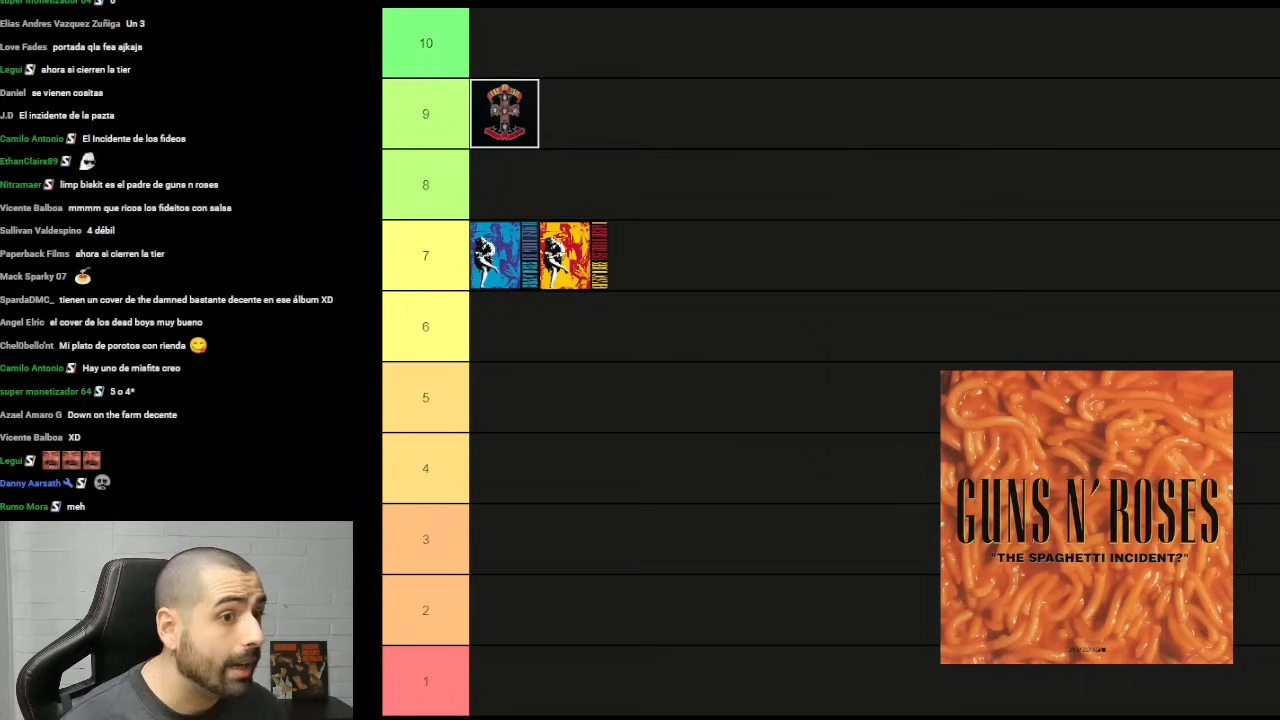 super monetizador 64 6
Elias Andres Vazquez Zuñiga Un 3
Love Fades portada qla fea ajkajs
Legui ahora si cierren la tier
Daniel se vienen cositas
J.D El inzidente de la pazta
Camilo Antonio El Incidente de los fideos
EthanClaire89
Nitramaer limp biskit es el padre de guns n roses
Vicente Balboa mmmm que ricos los fideitos con salsa
Sullivan Valdespino 4 débil
Paperback Films ahora si cierren la tier
Mack Sparky 07
SpardaDMC_ tienen un cover de the damned bastante decente en ese álbum XD
Angel Elric el cover de los dead boys muy bueno
Chel0bello'nt Mi plato de porotos con rienda
Camilo Antonio Hay uno de misfits creo
super monetizador 64 5 o 4*
Azael Amaro G Down on the farm decente
Vicente Balboa XD
Legui
Danny Aarsath
Rumo Mora meh
10
9
8
7
6
5
4
3
2
1
GUNS N' ROSES
"THE SPAGHETTI INCIDENT?"